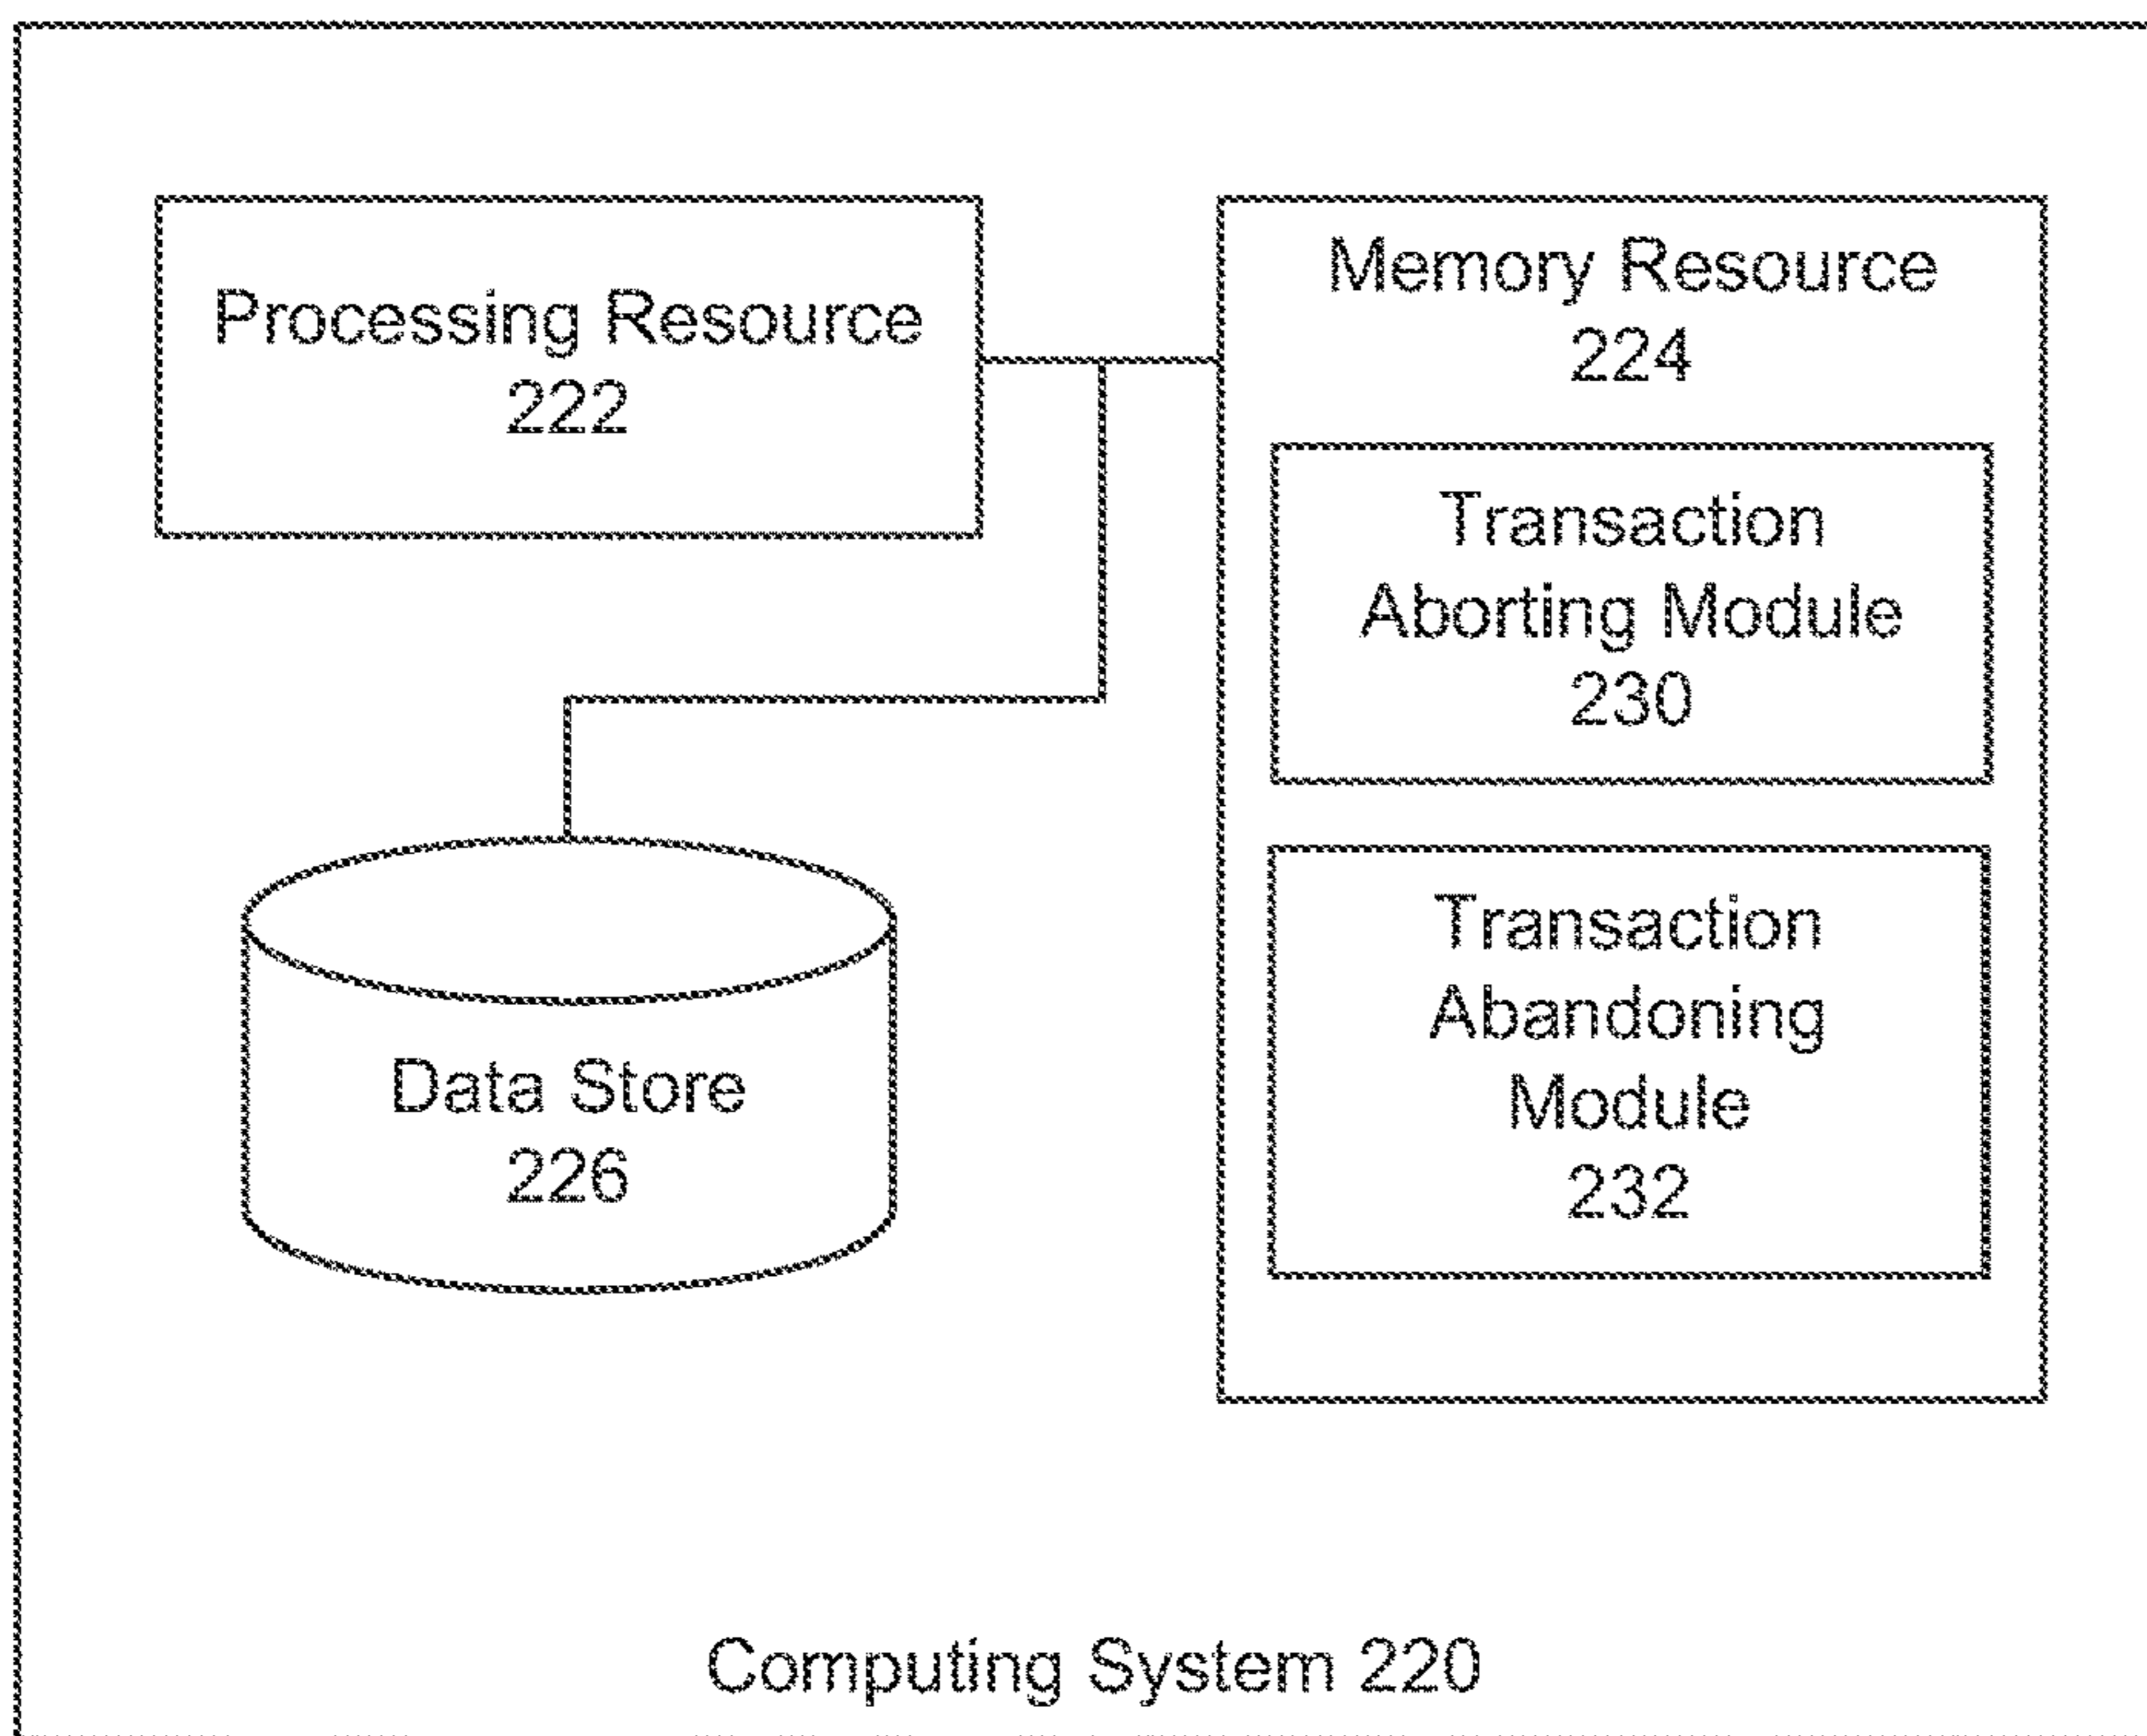 Processing Resource
222
Memory Resource
224
Transaction
Aborting Module
230
Transaction
Abandoning
Module
232
Data Store
226
Computing System 220